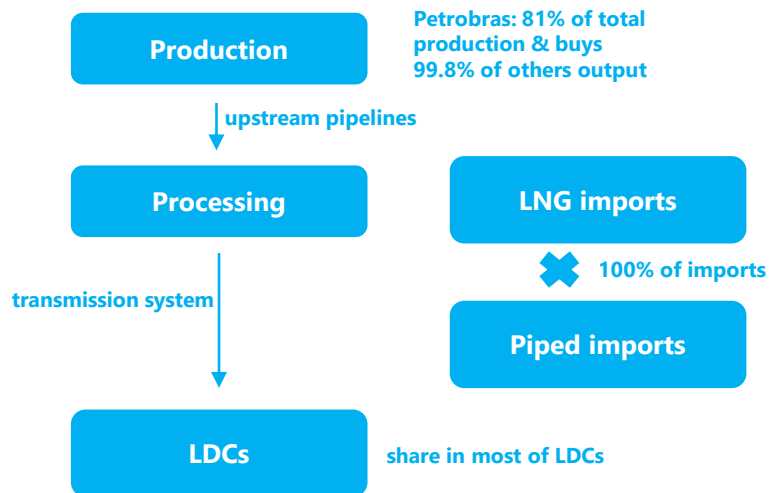 Production
Petrobras: 81% of total
production & buys
99.8% of others output
upstream pipelines
Processing
LNG imports
100% of imports
transmission system
Piped imports
LDCs
share in most of LDCs